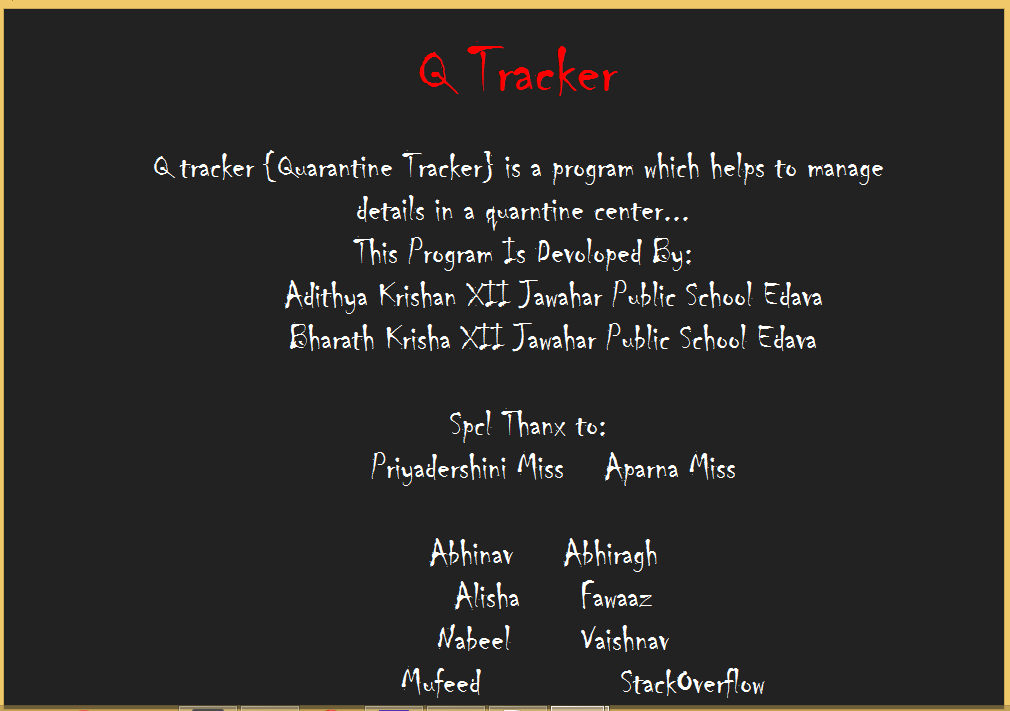 Q Tracker
Q tracker {Quarantine Tracker} is a program which helps to manage
details in a quarntine center...
This Program Is Devoloped By:
Adithya Krishan XII Jawahar Public School Edava
Bharath Krisha XII Jawahar Public School Edava
Spcl Thanx to:
Priyadershini Miss Aparna Miss
Abhinav Abhiragh
Alisha Fawaaz
Nabeel Vaishnav
Mufeed StackOverflow